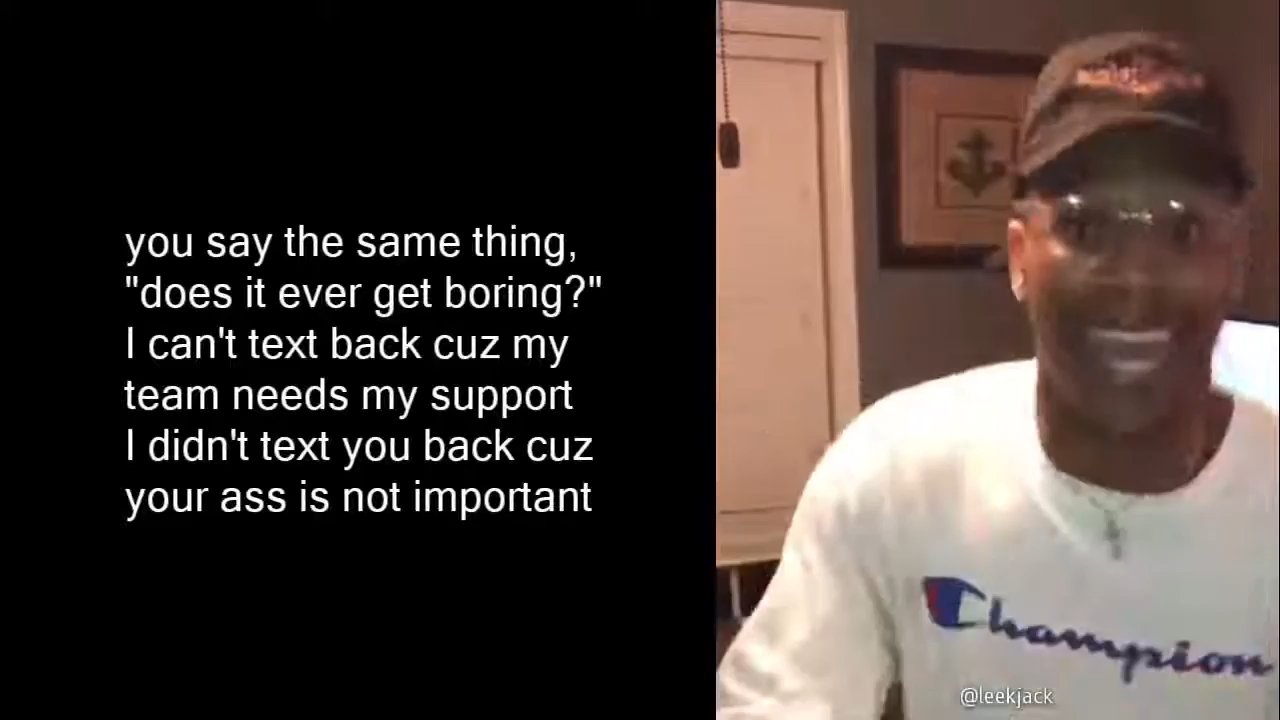 you say the same thing,
"does it ever get boring?"
I can't text back cuz my
team needs my support
I didn't text you back cuz
your ass is not important
Champion
@leekjack